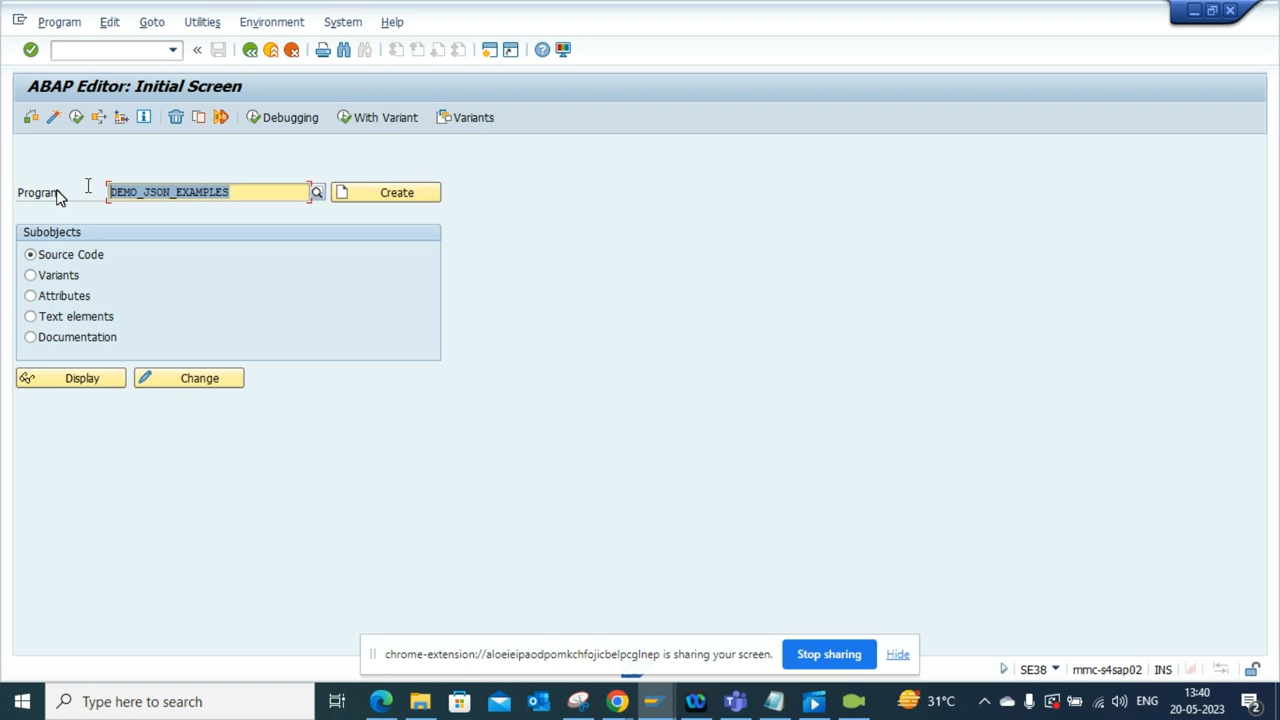 Program Edit Goto Utilities Environment System Help
ABAP Editor: Initial Screen
Debugging With Variant Variants
Program DEMO_JSON_EXAMPLES Create
Subobjects
Source Code
Variants
Attributes
Text elements
Documentation
Display Change
chrome-extension://aloeieipaodpomkchfojicbelpcglnep is sharing your screen. Stop sharing Hide
SE38 mmc-s4sap02 INS
Type here to search 31°C ENG 13:40
20-05-2023 2